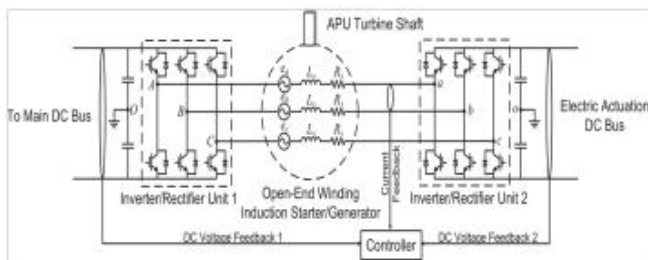 APU Turbine Shaft
A
B
C
O
a
b
c
o
To Main DC Bus
Electric Actuation
DC Bus
Inverter/Rectifier Unit 1
Open-End Winding
Induction Starter/Generator
Current
Feedback
Inverter/Rectifier Unit 2
DC Voltage Feedback 1
Controller
DC Voltage Feedback 2